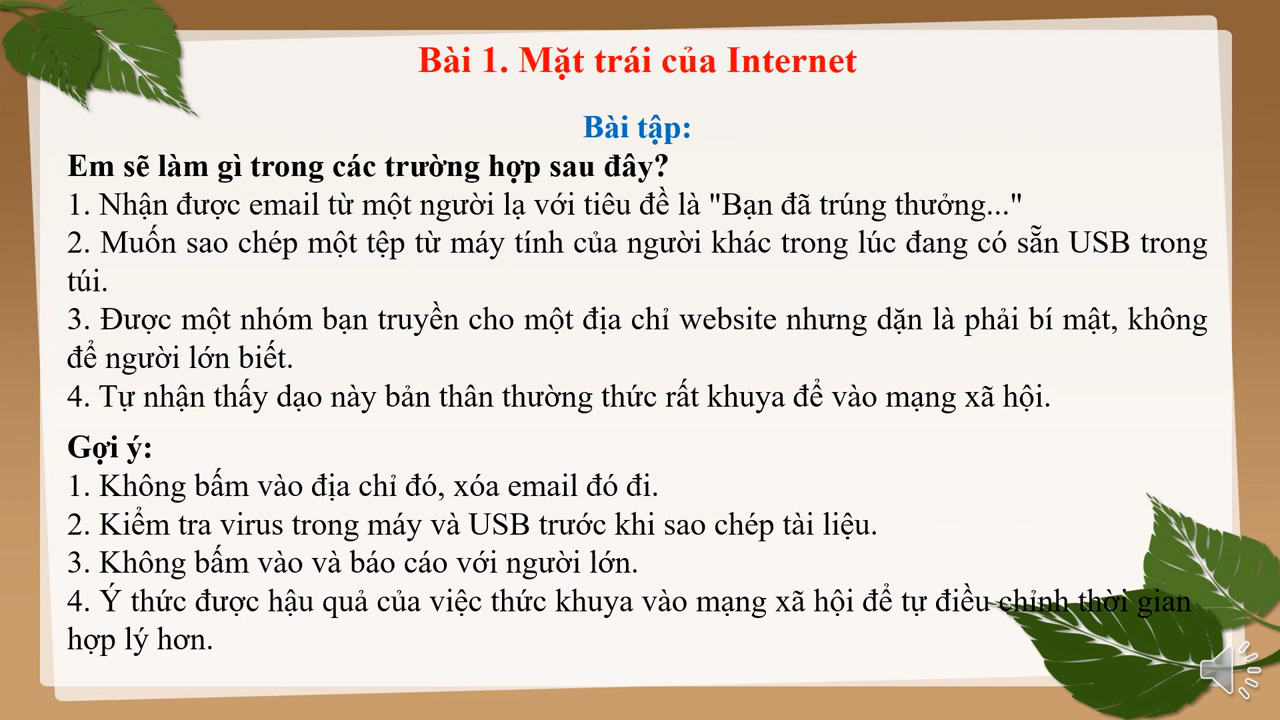 Bài 1. Mặt trái của Internet
Bài tập:
Em sẽ làm gì trong các trường hợp sau đây?
1. Nhận được email từ một người lạ với tiêu đề là "Bạn đã trúng thưởng..."
2. Muốn sao chép một tệp từ máy tính của người khác trong lúc đang có sẵn USB trong
túi.
3. Được một nhóm bạn truyền cho một địa chỉ website nhưng dặn là phải bí mật, không
để người lớn biết.
4. Tự nhận thấy dạo này bản thân thường thức rất khuya để vào mạng xã hội.
Gợi ý:
1. Không bấm vào địa chỉ đó, xóa email đó đi.
2. Kiểm tra virus trong máy và USB trước khi sao chép tài liệu.
3. Không bấm vào và báo cáo với người lớn.
4. Ý thức được hậu quả của việc thức khuya vào mạng xã hội để tự điều chỉnh thời gian
hợp lý hơn.